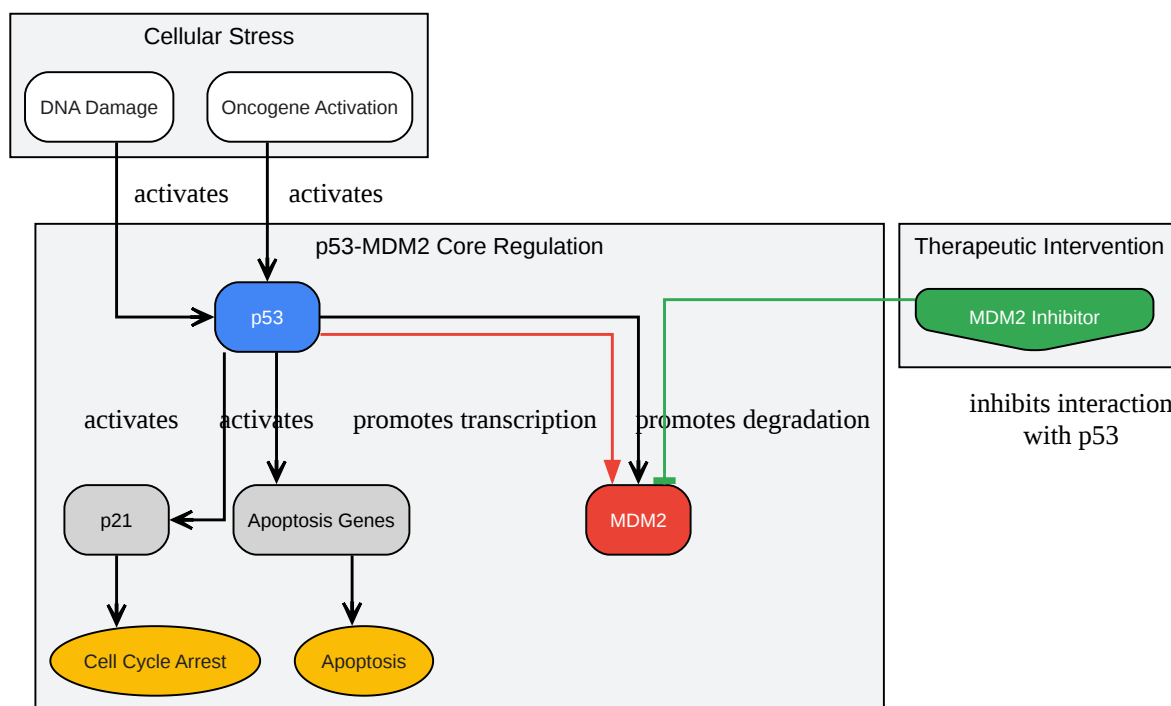 Cellular Stress
DNA Damage
Oncogene Activation
activates
activates
p53-MDM2 Core Regulation
Therapeutic Intervention
p53
MDM2 Inhibitor
activates
activates
promotes transcription
promotes degradation
inhibits interaction
with p53
p21
Apoptosis Genes
MDM2
Cell Cycle Arrest
Apoptosis